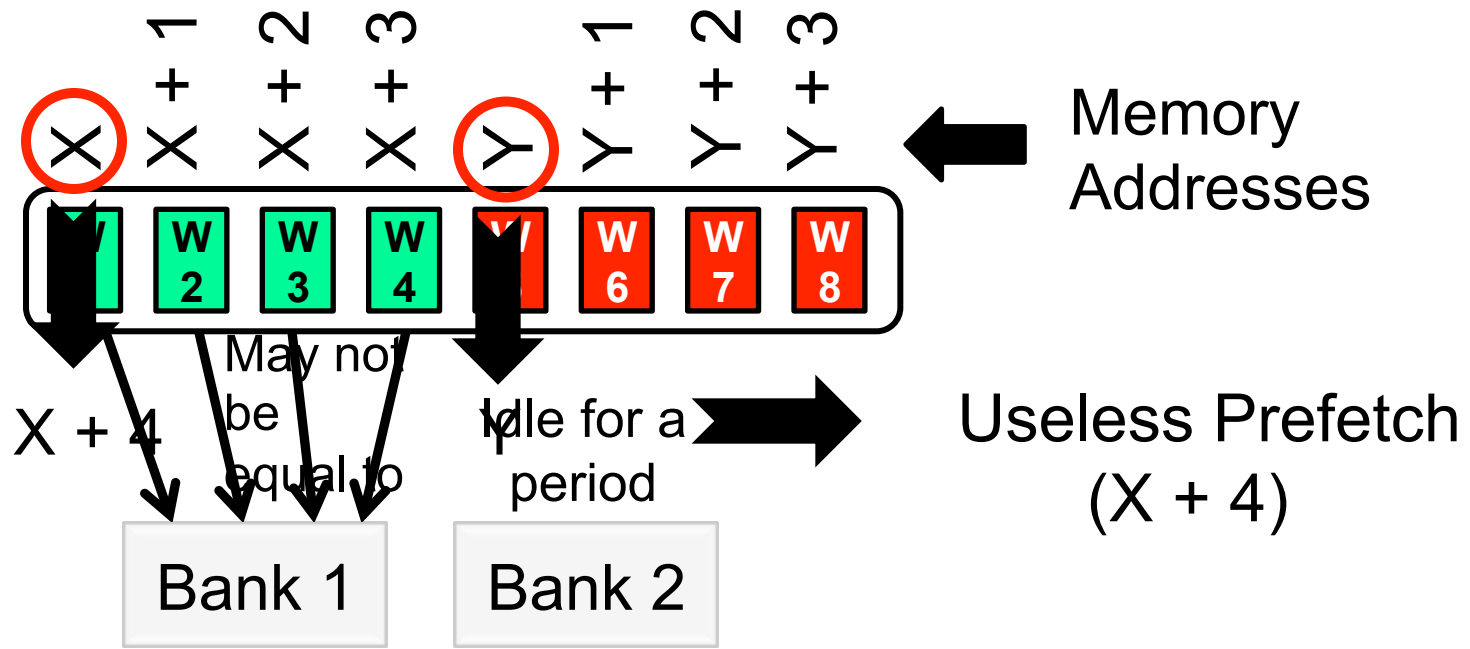 X
X + 1
X + 2
X + 3
Y
Y + 1
Y + 2
Y + 3
Memory
Addresses
W
W
2
W
3
W
4
W
W
6
W
7
W
8
May not
be
equal to
X + 4
Y
Idle for a
period
Useless Prefetch
(X + 4)
Bank 1
Bank 2